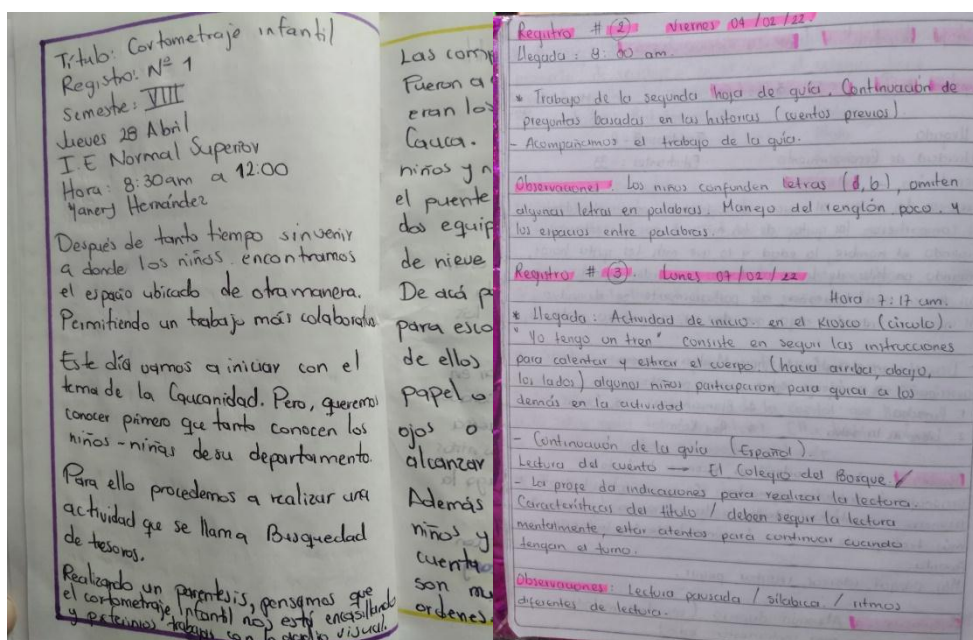 Título: Cortometraje infantil
Registro: Nº 1
Semestre: VIII
Jueves 28 Abril
I.E Normal Superior
Hora: 8:30am a 12:00
Yanery Hernández
Después de tanto tiempo sin venir
a donde los niños encontramos
el espacio ubicado de otra manera.
Permitiendo un trabajo más
Este día vamos a iniciar con el
tema de la Caucanidad. Pero, queremos
conocer primero que tanto conocen los
niños-niñas de su departamento.
Para ello procedemos a realizar una
actividad que se llama Busquedad
de tesoros.
Realizando un parentesis, pensamos que
el cortometraje Infantil nos está encasillando
y
Las comp
Fueron a
eran los
Cauca.
niños y n
el puente
dos equip
de nieve
De acá p
para esco
de ellos
papel o
ojos o
alcanzar
Además
niños y
cuenta
son mu
ordenes.
Registro # (2) Viernes 04/02/22.
Llegada: 8:00 am.
* Trabajo de la segunda hoja de guía. Continuación de
preguntas basadas en las historias (cuentos previos).
- Acompañamos el trabajo de la guía.
Observaciones: Los niños confunden letras (d, b), omiten
algunas letras en palabras. Manejo del renglón poco. y
los espacios entre palabras.
Registro # (3). Lunes 07/02/22
Hora 7:17 am.
* Llegada: Actividad de inicio en el Kiosco (circulo).
"Yo tengo un tren" consiste en seguir las instrucciones
para calentar y estirar el cuerpo. (hacia arriba, abajo,
los lados) algunos niños participaron para guiar a los
demás en la actividad
- Continuación de la guía (Español).
Lectura del cuento → El Colegio del Bosque. ✓
- La profe da indicaciones para realizar la lectura.
Características del título / deben seguir la lectura
mentalmente, estar atentos para continuar cuando
tengan el turno.
Observaciones: Lectura pausada / silabica / ritmos
diferentes de lectura.